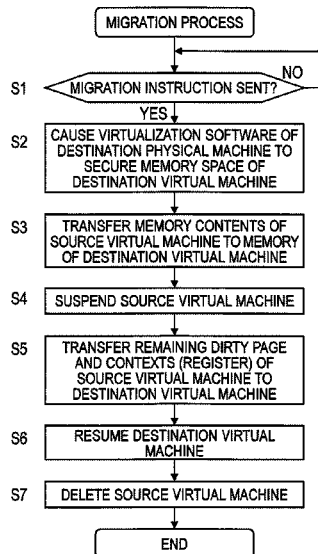 MIGRATION PROCESS
S1
MIGRATION INSTRUCTION SENT?
NO
YES
S2
CAUSE VIRTUALIZATION SOFTWARE OF
DESTINATION PHYSICAL MACHINE TO
SECURE MEMORY SPACE OF
DESTINATION VIRTUAL MACHINE
S3
TRANSFER MEMORY CONTENTS OF
SOURCE VIRTUAL MACHINE TO MEMORY
OF DESTINATION VIRTUAL MACHINE
S4
SUSPEND SOURCE VIRTUAL MACHINE
S5
TRANSFER REMAINING DIRTY PAGE
AND CONTEXTS (REGISTER) OF
SOURCE VIRTUAL MACHINE TO
DESTINATION VIRTUAL MACHINE
S6
RESUME DESTINATION VIRTUAL
MACHINE
S7
DELETE SOURCE VIRTUAL MACHINE
END